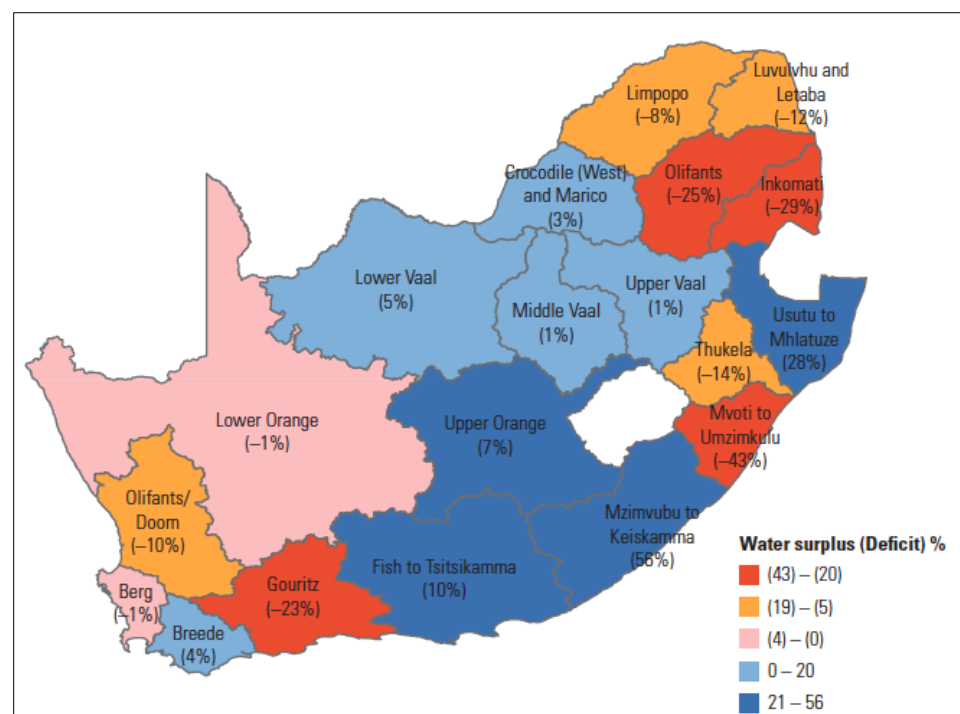 Limpopo
(–8%)
Luvulvhu and
Letaba
(–12%)
Crocodile (West)
and Marico
(3%)
Olifants
(–25%)
Inkomati
(–29%)
Lower Vaal
(5%)
Middle Vaal
(1%)
Upper Vaal
(1%)
Usutu to
Mhlatuze
(28%)
Thukela
(–14%)
Lower Orange
(–1%)
Upper Orange
(7%)
Mvoti to
Umzimkulu
(–43%)
Olifants/
Doorn
(–10%)
Mzimvubu to
Keiskamma
(56%)
Berg
(–1%)
Breede
(4%)
Gouritz
(–23%)
Fish to Tsitsikamma
(10%)
Water surplus (Deficit) %
(43) – (20)
(19) – (5)
(4) – (0)
0 – 20
21 – 56